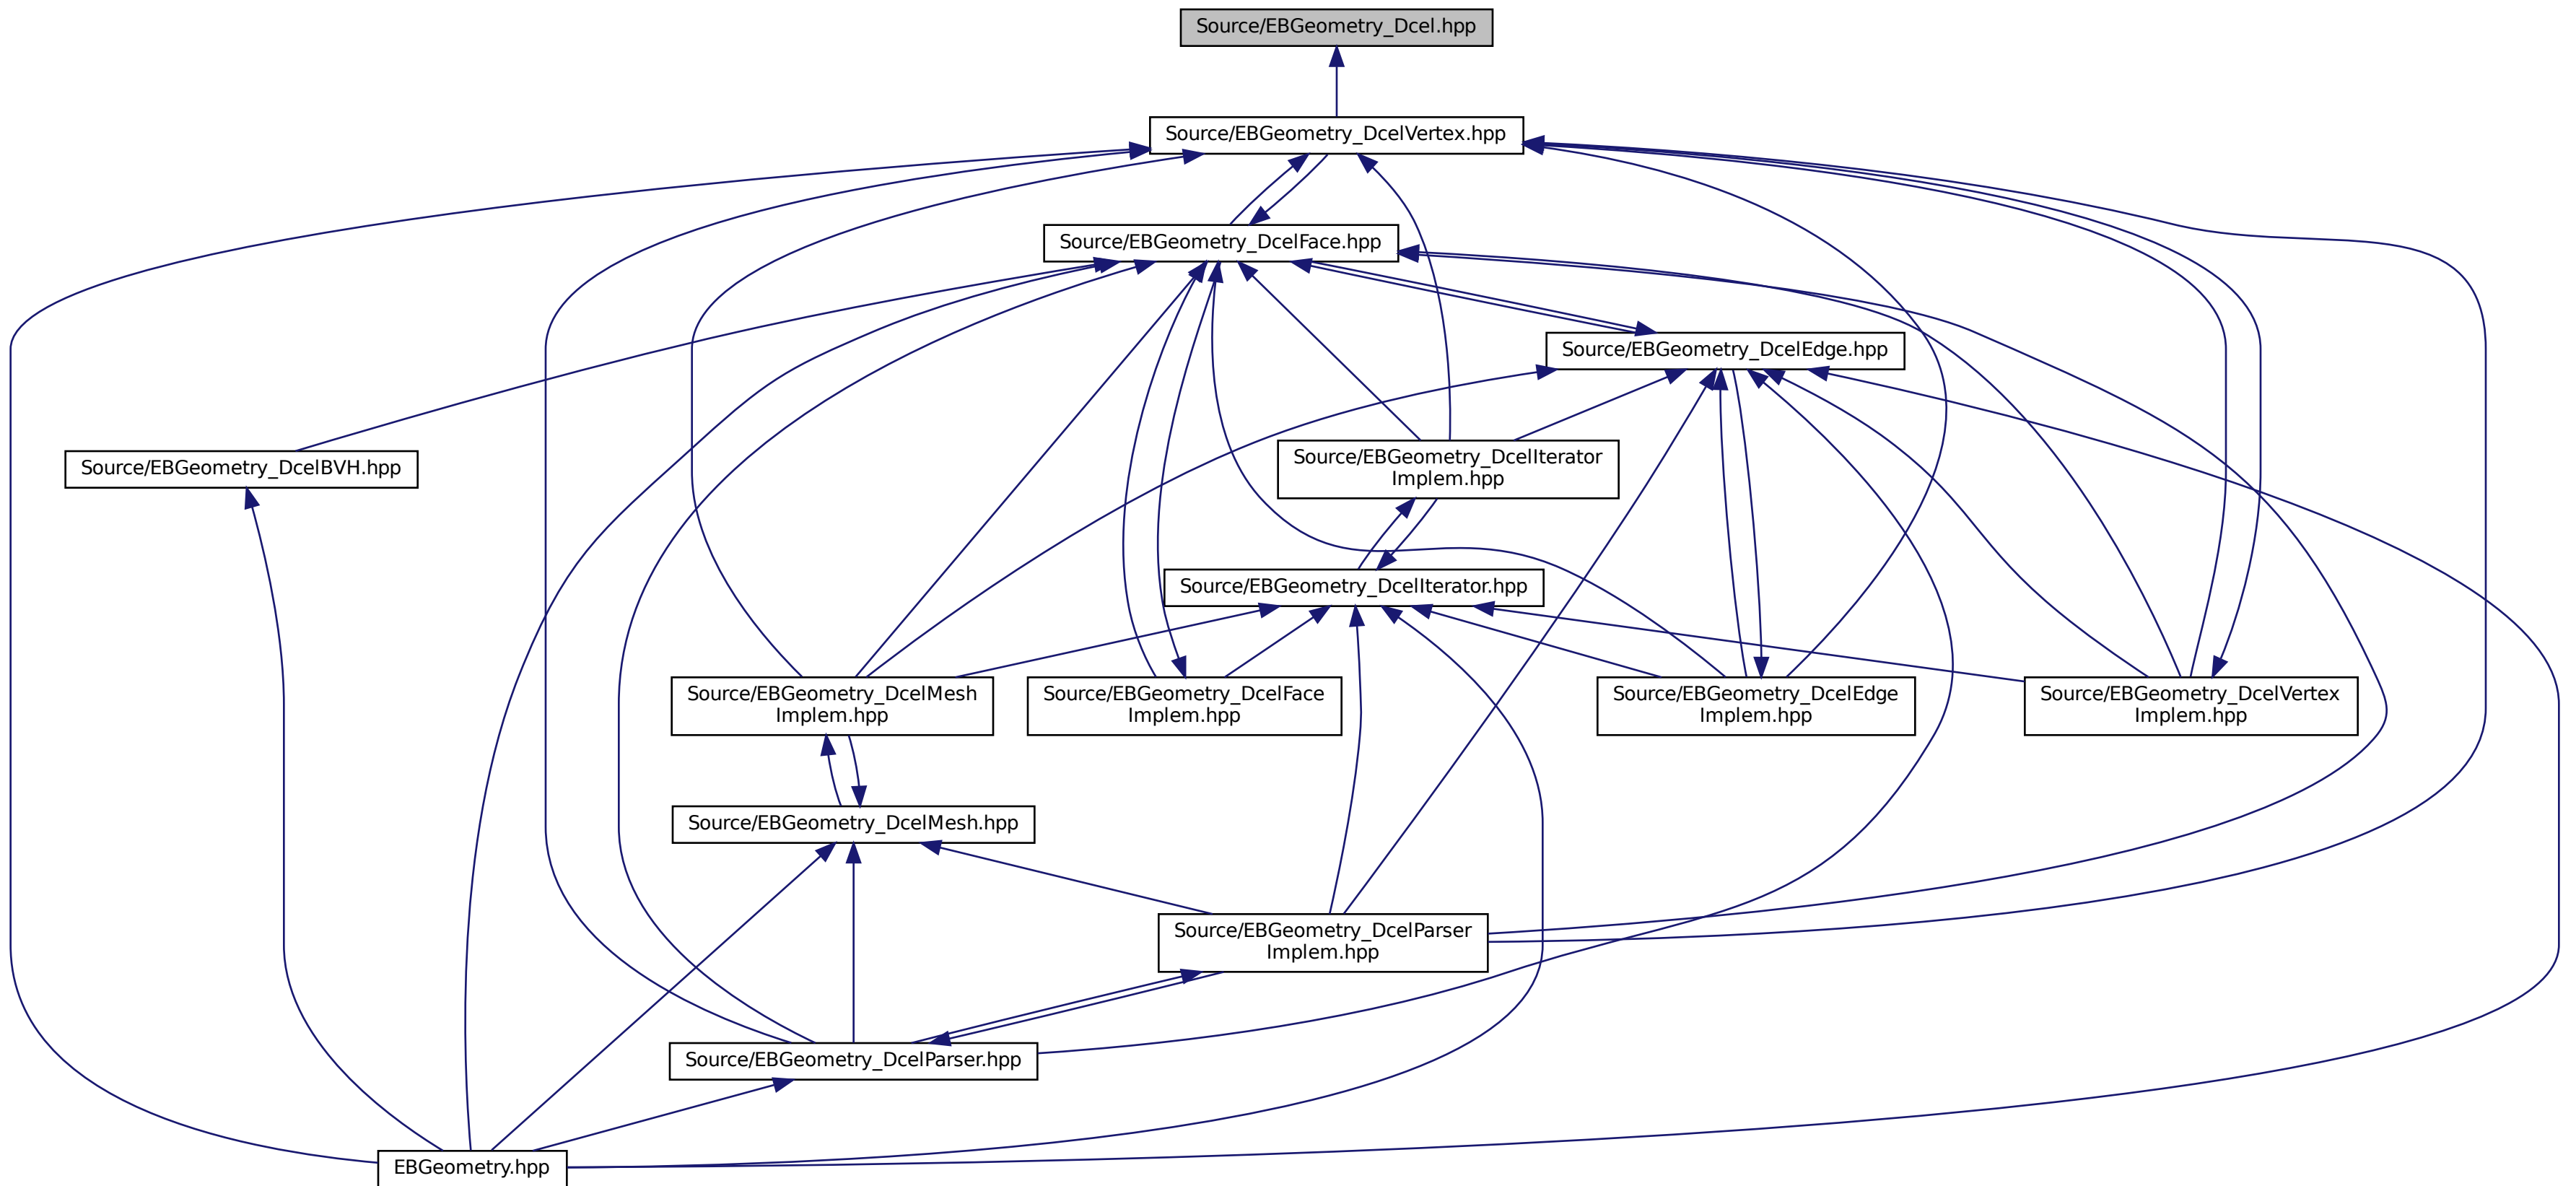 Source/EBGeometry_Dcel.hpp
Source/EBGeometry_DcelVertex.hpp
Source/EBGeometry_DcelFace.hpp
Source/EBGeometry_DcelEdge.hpp
Source/EBGeometry_DcelBVH.hpp
Source/EBGeometry_DcelIterator
Implem.hpp
Source/EBGeometry_DcelIterator.hpp
Source/EBGeometry_DcelMesh
Implem.hpp
Source/EBGeometry_DcelFace
Implem.hpp
Source/EBGeometry_DcelEdge
Implem.hpp
Source/EBGeometry_DcelVertex
Implem.hpp
Source/EBGeometry_DcelMesh.hpp
Source/EBGeometry_DcelParser
Implem.hpp
Source/EBGeometry_DcelParser.hpp
EBGeometry.hpp